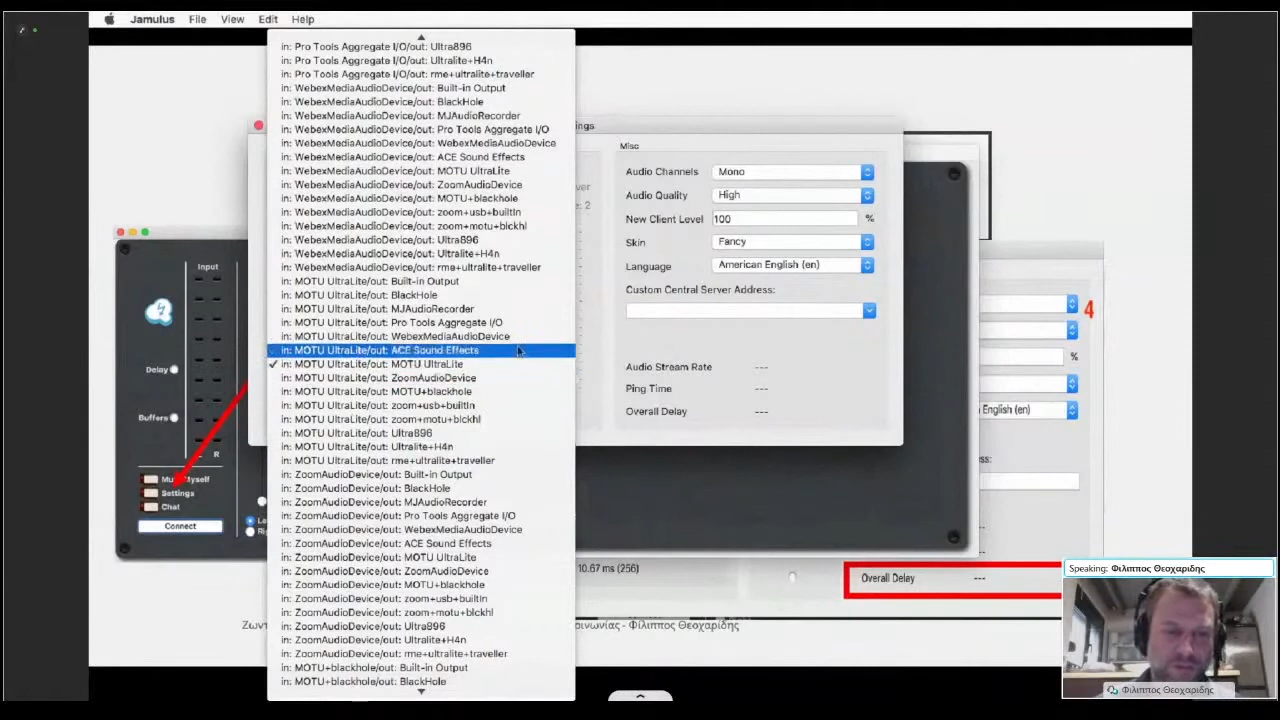 Jamulus File View Edit Help
in: Pro Tools Aggregate I/O/out: Ultra896
in: Pro Tools Aggregate I/O/out: Ultralite+H4n
in: Pro Tools Aggregate I/O/out: rme+ultralite+traveller
in: WebexMediaAudioDevice/out: Built-in Output
in: WebexMediaAudioDevice/out: BlackHole
in: WebexMediaAudioDevice/out: MJAudioRecorder
in: WebexMediaAudioDevice/out: Pro Tools Aggregate I/O
in: WebexMediaAudioDevice/out: WebexMediaAudioDevice
in: WebexMediaAudioDevice/out: ACE Sound Effects
in: WebexMediaAudioDevice/out: MOTU UltraLite
in: WebexMediaAudioDevice/out: ZoomAudioDevice
in: WebexMediaAudioDevice/out: MOTU+blackhole
in: WebexMediaAudioDevice/out: zoom+usb+builtin
in: WebexMediaAudioDevice/out: zoom+motu+blckhl
in: WebexMediaAudioDevice/out: Ultra896
in: WebexMediaAudioDevice/out: Ultralite+H4n
in: WebexMediaAudioDevice/out: rme+ultralite+traveller
in: MOTU UltraLite/out: Built-in Output
in: MOTU UltraLite/out: BlackHole
in: MOTU UltraLite/out: MJAudioRecorder
in: MOTU UltraLite/out: Pro Tools Aggregate I/O
in: MOTU UltraLite/out: WebexMediaAudioDevice
in: MOTU UltraLite/out: ACE Sound Effects
in: MOTU UltraLite/out: MOTU UltraLite
in: MOTU UltraLite/out: ZoomAudioDevice
in: MOTU UltraLite/out: MOTU+blackhole
in: MOTU UltraLite/out: zoom+usb+builtin
in: MOTU UltraLite/out: zoom+motu+blckhl
in: MOTU UltraLite/out: Ultra896
in: MOTU UltraLite/out: Ultralite+H4n
in: MOTU UltraLite/out: rme+ultralite+traveller
in: ZoomAudioDevice/out: Built-in Output
in: ZoomAudioDevice/out: BlackHole
in: ZoomAudioDevice/out: MJAudioRecorder
in: ZoomAudioDevice/out: Pro Tools Aggregate I/O
in: ZoomAudioDevice/out: WebexMediaAudioDevice
in: ZoomAudioDevice/out: ACE Sound Effects
in: ZoomAudioDevice/out: MOTU UltraLite
in: ZoomAudioDevice/out: ZoomAudioDevice
in: ZoomAudioDevice/out: MOTU+blackhole
in: ZoomAudioDevice/out: zoom+usb+builtin
in: ZoomAudioDevice/out: zoom+motu+blckhl
in: ZoomAudioDevice/out: Ultra896
in: ZoomAudioDevice/out: Ultralite+H4n
in: ZoomAudioDevice/out: rme+ultralite+traveller
in: MOTU+blackhole/out: Built-in Output
in: MOTU+blackhole/out: BlackHole
Input
Delay
Buffers
R
Settings
Chat
Connect
Misc
Audio Channels Mono
Audio Quality High
New Client Level 100 %
Skin Fancy
Language American English (en)
Custom Central Server Address:
Audio Stream Rate ---
Ping Time ---
Overall Delay ---
4
%
English (en)
10.67 ms (256)
Overall Delay ---
- Φίλιππος Θεοχαρίδης
Speaking: Φιλιππος Θεοχαριδης
Φιλιππος Θεοχαριδης